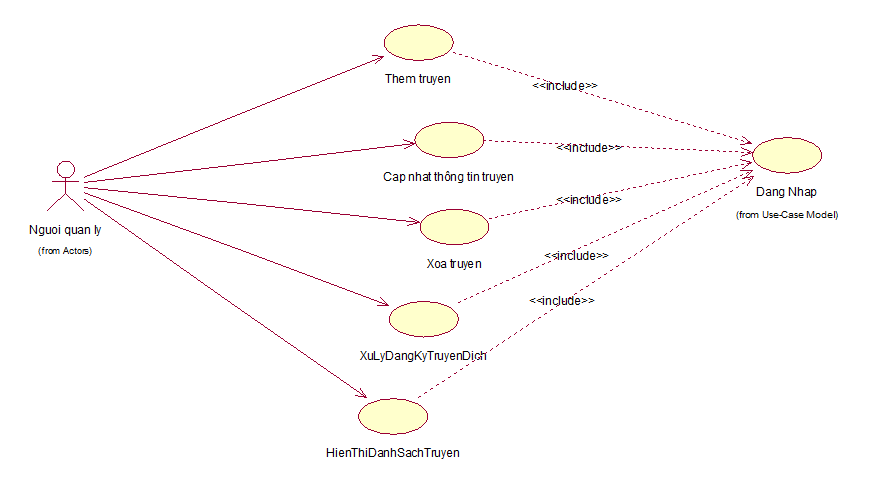 Them truyen
<<include>>
Cap nhat thông tin truyen
<<include>>
Dang Nhap
(from Use-Case Model)
Nguoi quan ly
(from Actors)
<<include>>
Xoa truyen
<<include>>
XuLyDangKyTruyenDich
<<include>>
HienThiDanhSachTruyen